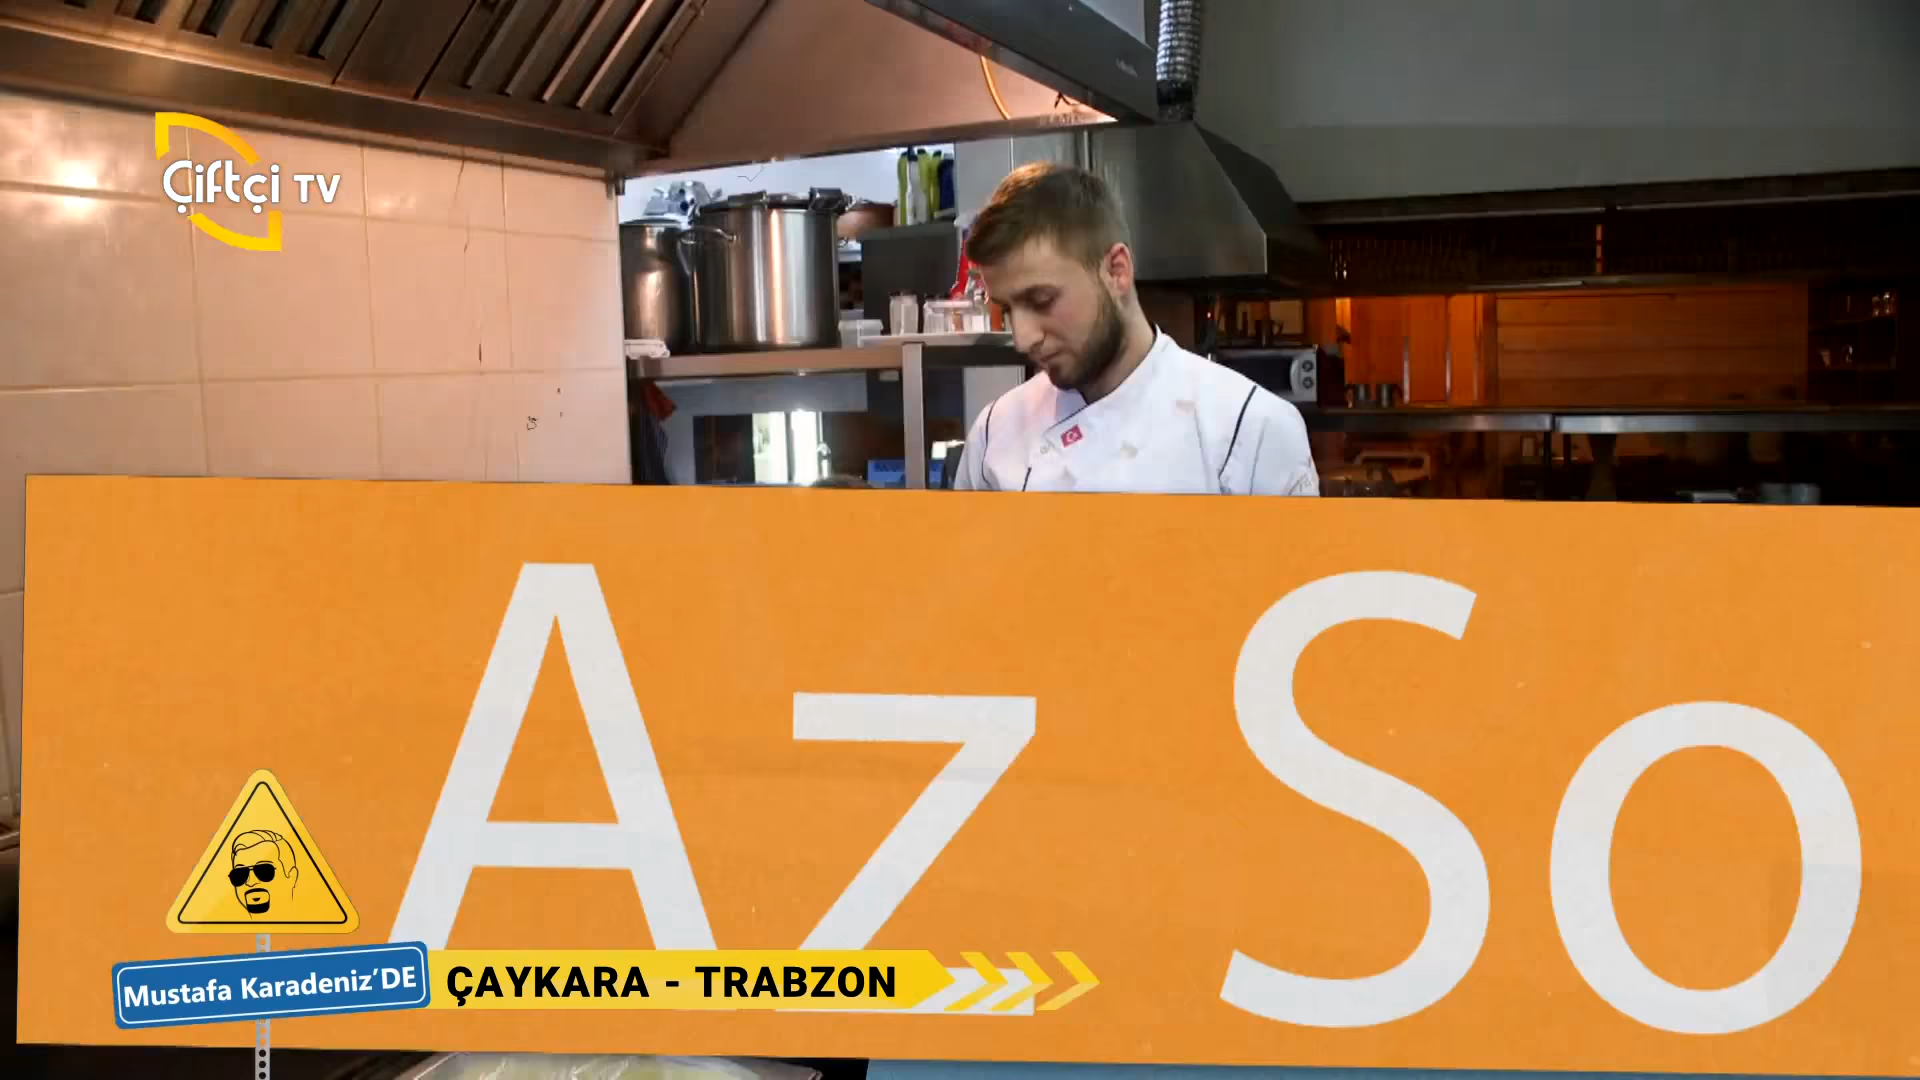 Çiftçi TV
Az So
Mustafa Karadeniz'DE
ÇAYKARA - TRABZON